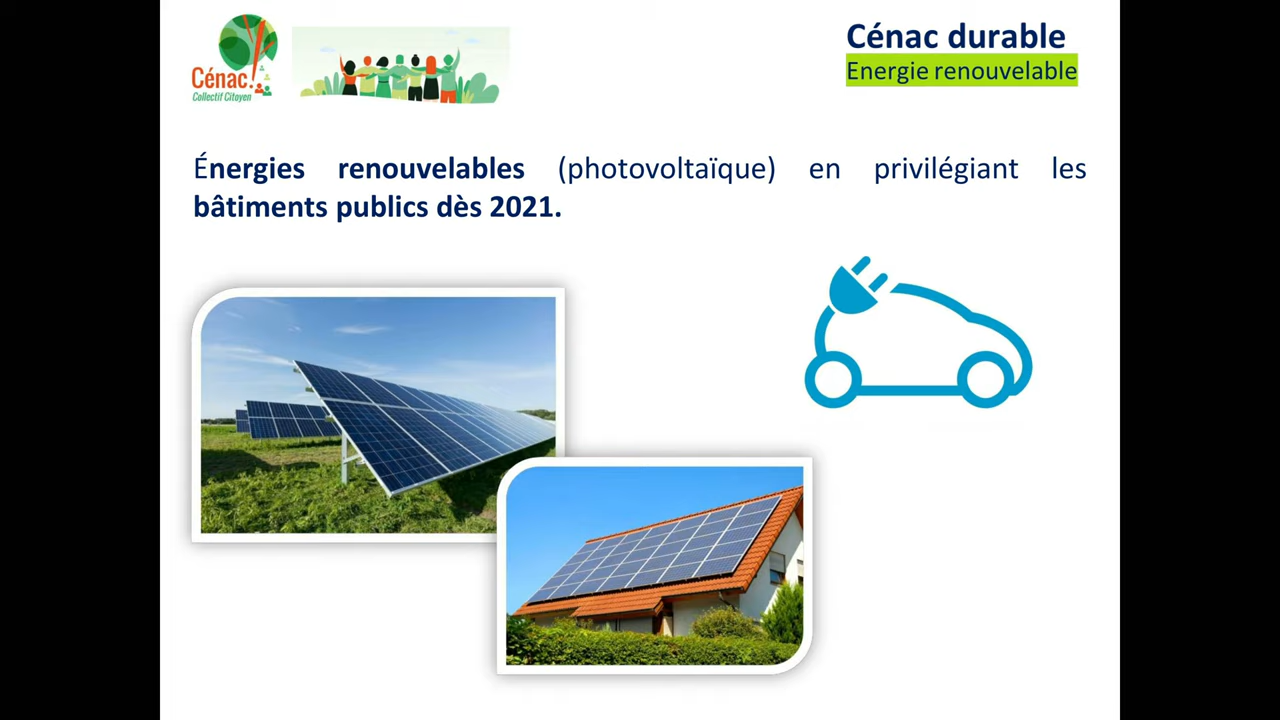 Cénac!
Collectif Citoyen
Cénac durable
Energie renouvelable
Énergies renouvelables (photovoltaïque) en privilégiant les
bâtiments publics dès 2021.